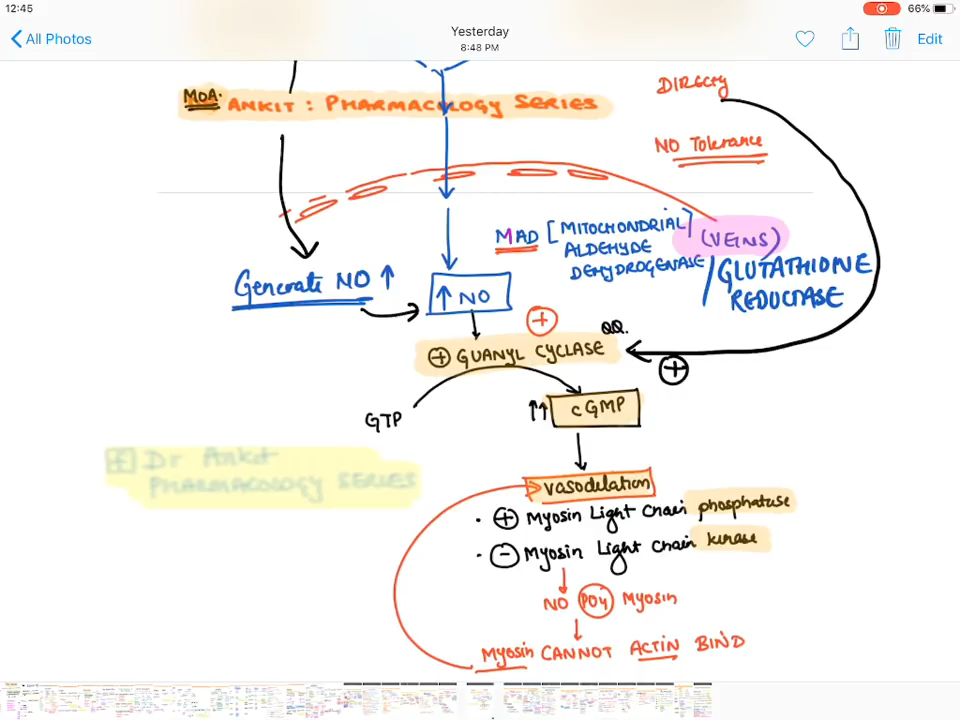 12:45
66%
All Photos
Yesterday
8:48 PM
Edit
MOA.
ANKIT : PHARMACOLOGY SERIES
DIRECTLY
NO Tolerance
MAD [MITOCHONDRIAL]
ALDEHYDE
DEHYDROGENASE
(VEINS)
/GLUTATHIONE
REDUCTASE
Generate NO ↑
↑ NO
+
QQ.
⊕ GUANYL CYCLASE
⊕
GTP
↑↑ cGMP
Dr Ankit
PHARMACOLOGY SERIES
vasodilation
· ⊕ Myosin Light Chain phosphatase
· ⊖ Myosin Light Chain kinase
NO PO4 Myosin
Myosin CANNOT ACTIN BIND